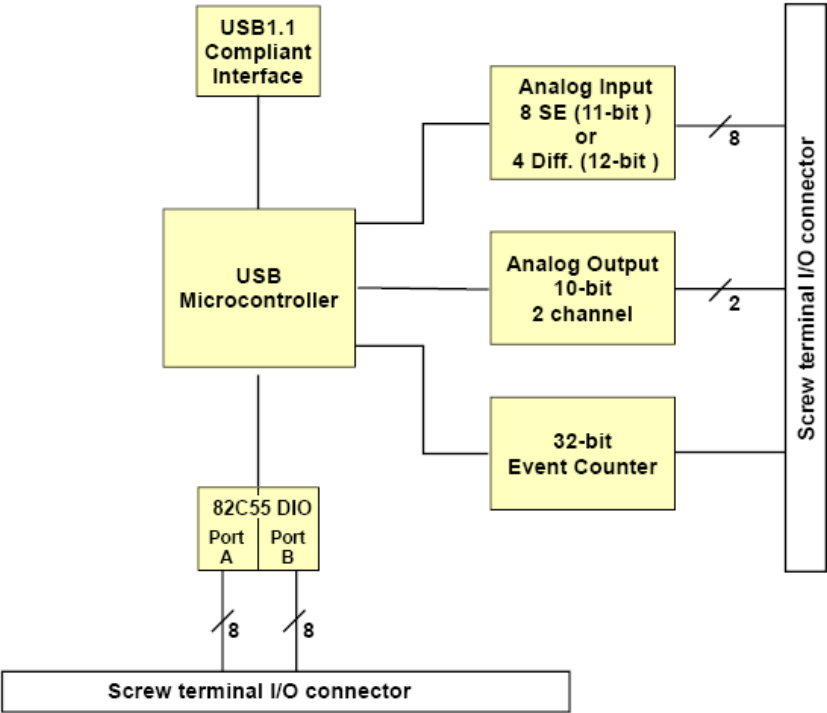 USB1.1
Compliant
Interface
Analog Input
8 SE (11-bit )
or
4 Diff. (12-bit )
8
USB
Microcontroller
Analog Output
10-bit
2 channel
2
32-bit
Event Counter
Screw terminal I/O connector
82C55 DIO
Port
A
Port
B
8
8
Screw terminal I/O connector